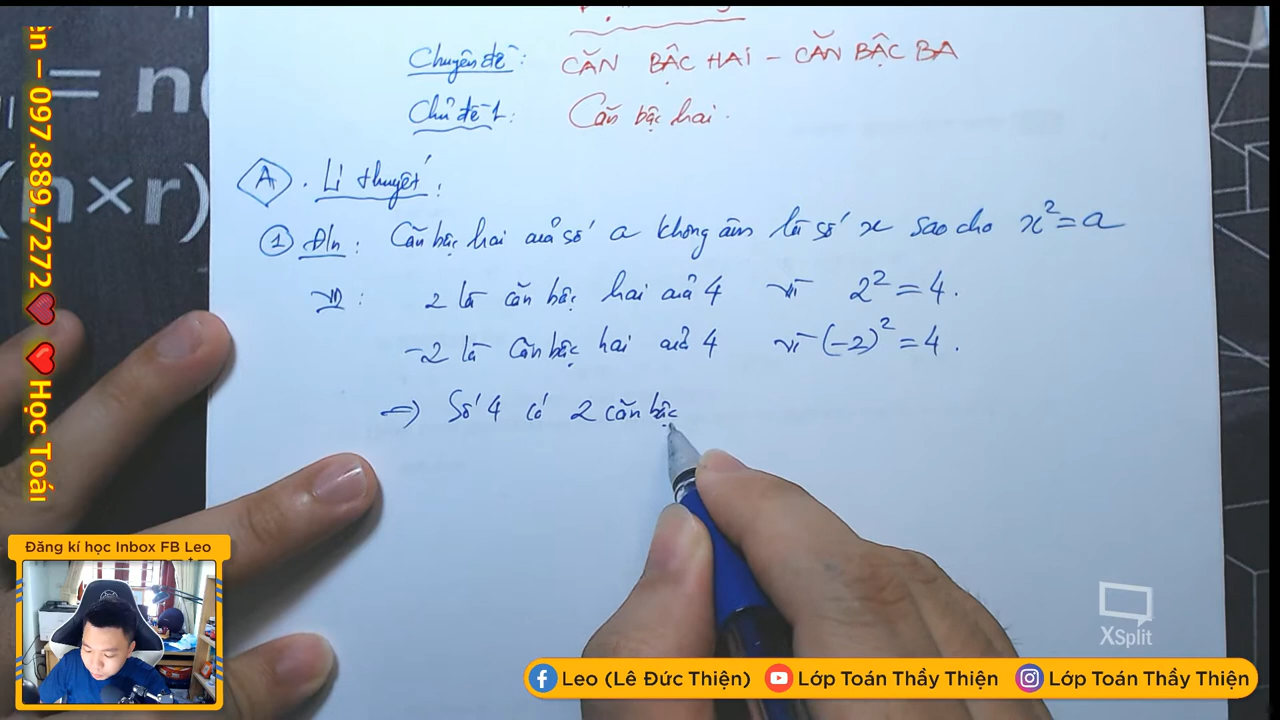 Chuyên đề: CĂN BẬC HAI - CĂN BẬC BA
Chủ đề 1: Căn bậc hai.
A. Lí thuyết:
1 Đn: Căn bậc hai của số a không âm là số x sao cho x² = a
VD: 2 là căn bậc hai của 4 vì 2² = 4.
-2 là căn bậc hai của 4 vì (-2)² = 4.
=> Số 4 có 2 căn bậc
= n(
(n×r)
– 097.889.7272 ❤ ❤ Học Toái
Đăng kí học Inbox FB Leo
XSplit
Leo (Lê Đức Thiện) Lớp Toán Thầy Thiện Lớp Toán Thầy Thiện